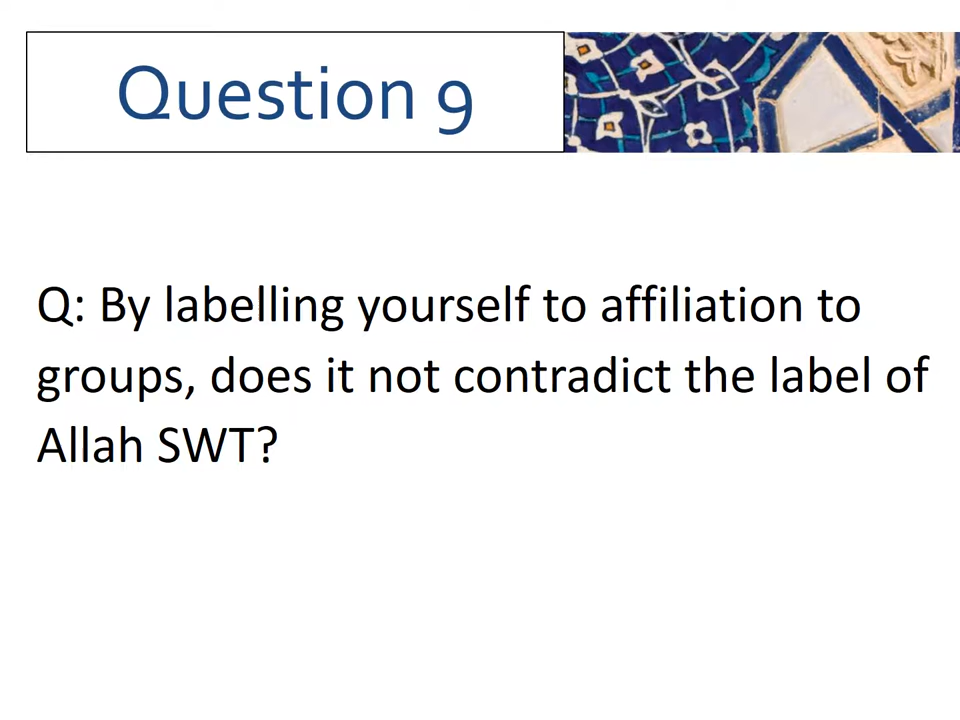 Question 9
Q: By labelling yourself to affiliation to
groups, does it not contradict the label of
Allah SWT?